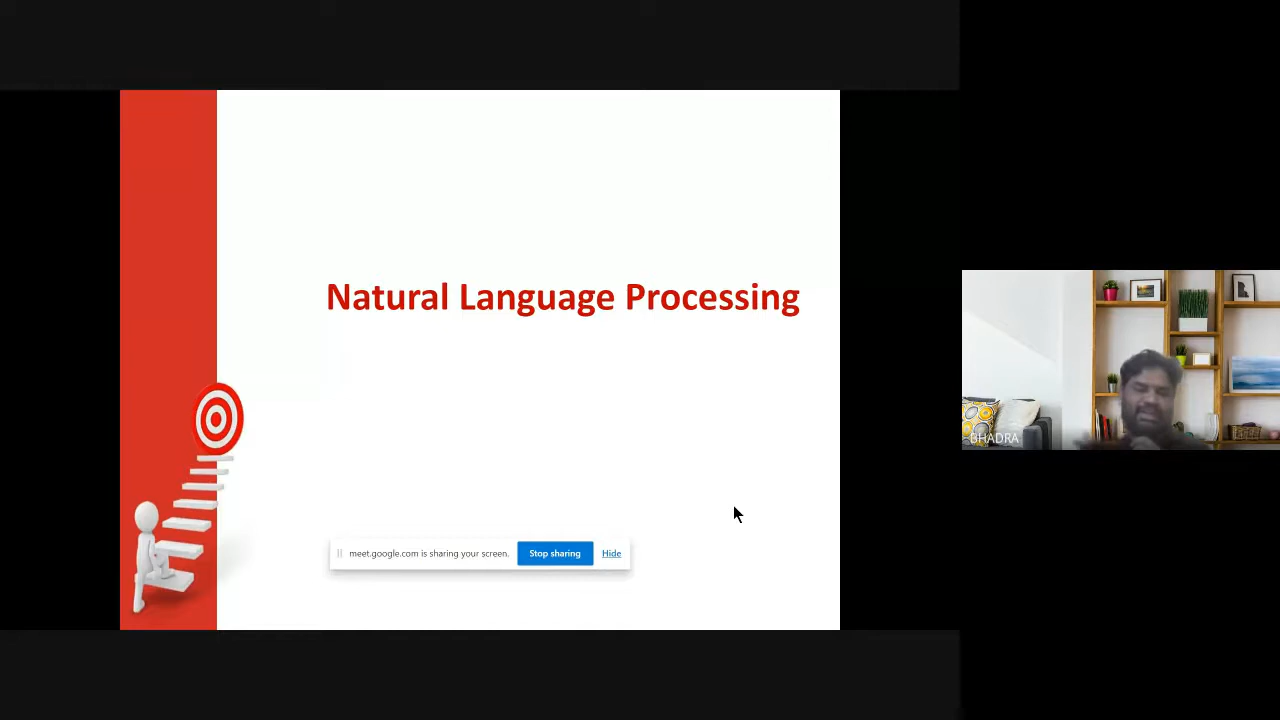 Natural Language Processing
meet.google.com is sharing your screen. Stop sharing Hide
BHADRA